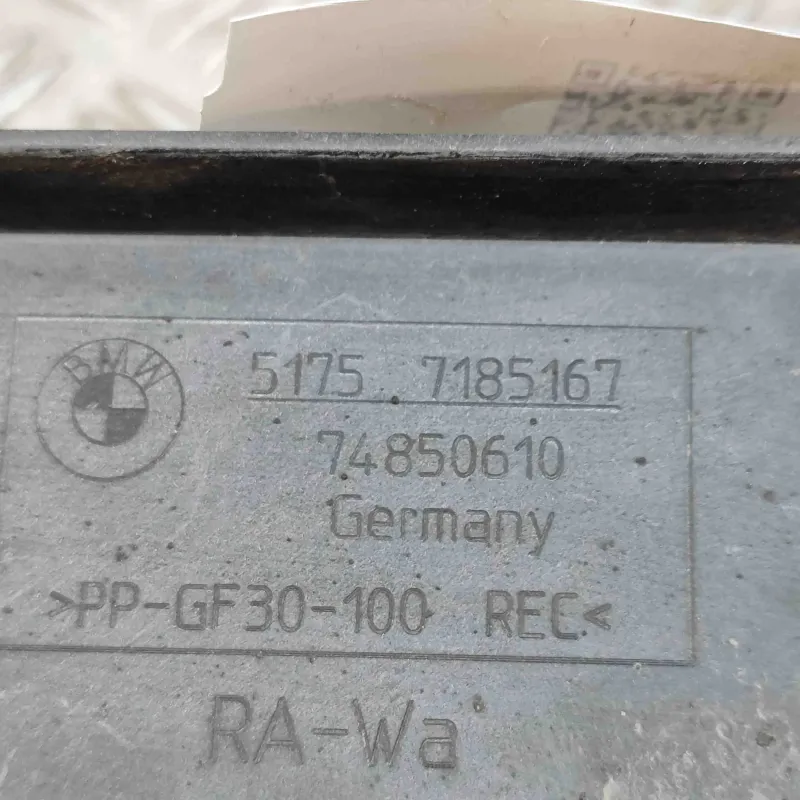 BMW
5175 7185167
74850610
Germany
>PP-GF30-100 REC<
RA-Wa